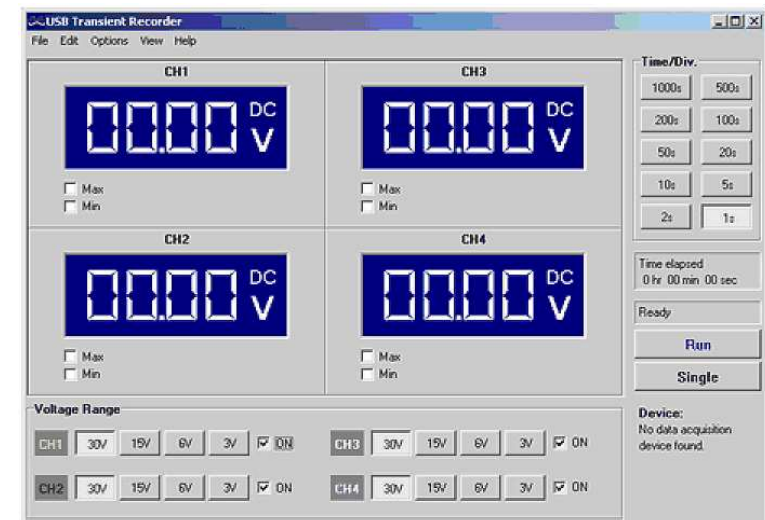 USB Transient Recorder
File Edit Options View Help
CH1
00.00 DC V
Max
Min
CH3
00.00 DC V
Max
Min
CH2
00.00 DC V
Max
Min
CH4
00.00 DC V
Max
Min
Time/Div.
1000s 500s
200s 100s
50s 20s
10s 5s
2s 1s
Time elapsed
0 hr 00 min 00 sec
Ready
Run
Single
Voltage Range
CH1 30V 15V 6V 3V ON
CH3 30V 15V 6V 3V ON
CH2 30V 15V 6V 3V ON
CH4 30V 15V 6V 3V ON
Device:
No data acquisition
device found.